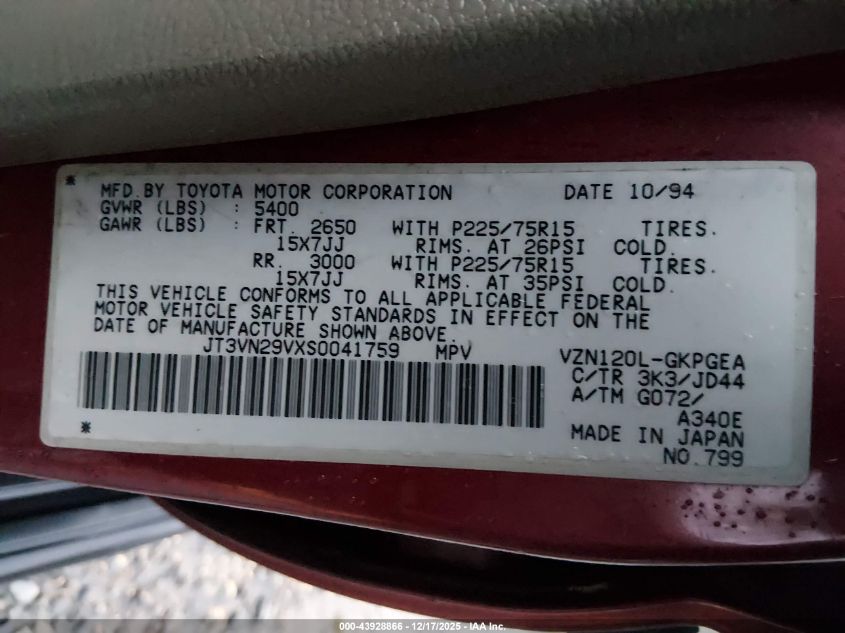 * MFD.BY TOYOTA MOTOR CORPORATION DATE 10/94
GVWR (LBS) : 5400
GAWR (LBS) : FRT. 2650 WITH P225/75R15 TIRES.
15X7JJ RIMS. AT 26PSI COLD.
RR. 3000 WITH P225/75R15 TIRES.
15X7JJ RIMS. AT 35PSI COLD.
THIS VEHICLE CONFORMS TO ALL APPLICABLE FEDERAL
MOTOR VEHICLE SAFETY STANDARDS IN EFFECT ON THE
DATE OF MANUFACTURE SHOWN ABOVE.
JT3VN29VXS0041759 MPV VZN120L-GKPGEA
C/TR 3K3/JD44
A/TM G072/
A340E
* MADE IN JAPAN
NO.799
000-43928866 - 12/17/2025 - IAA, Inc.